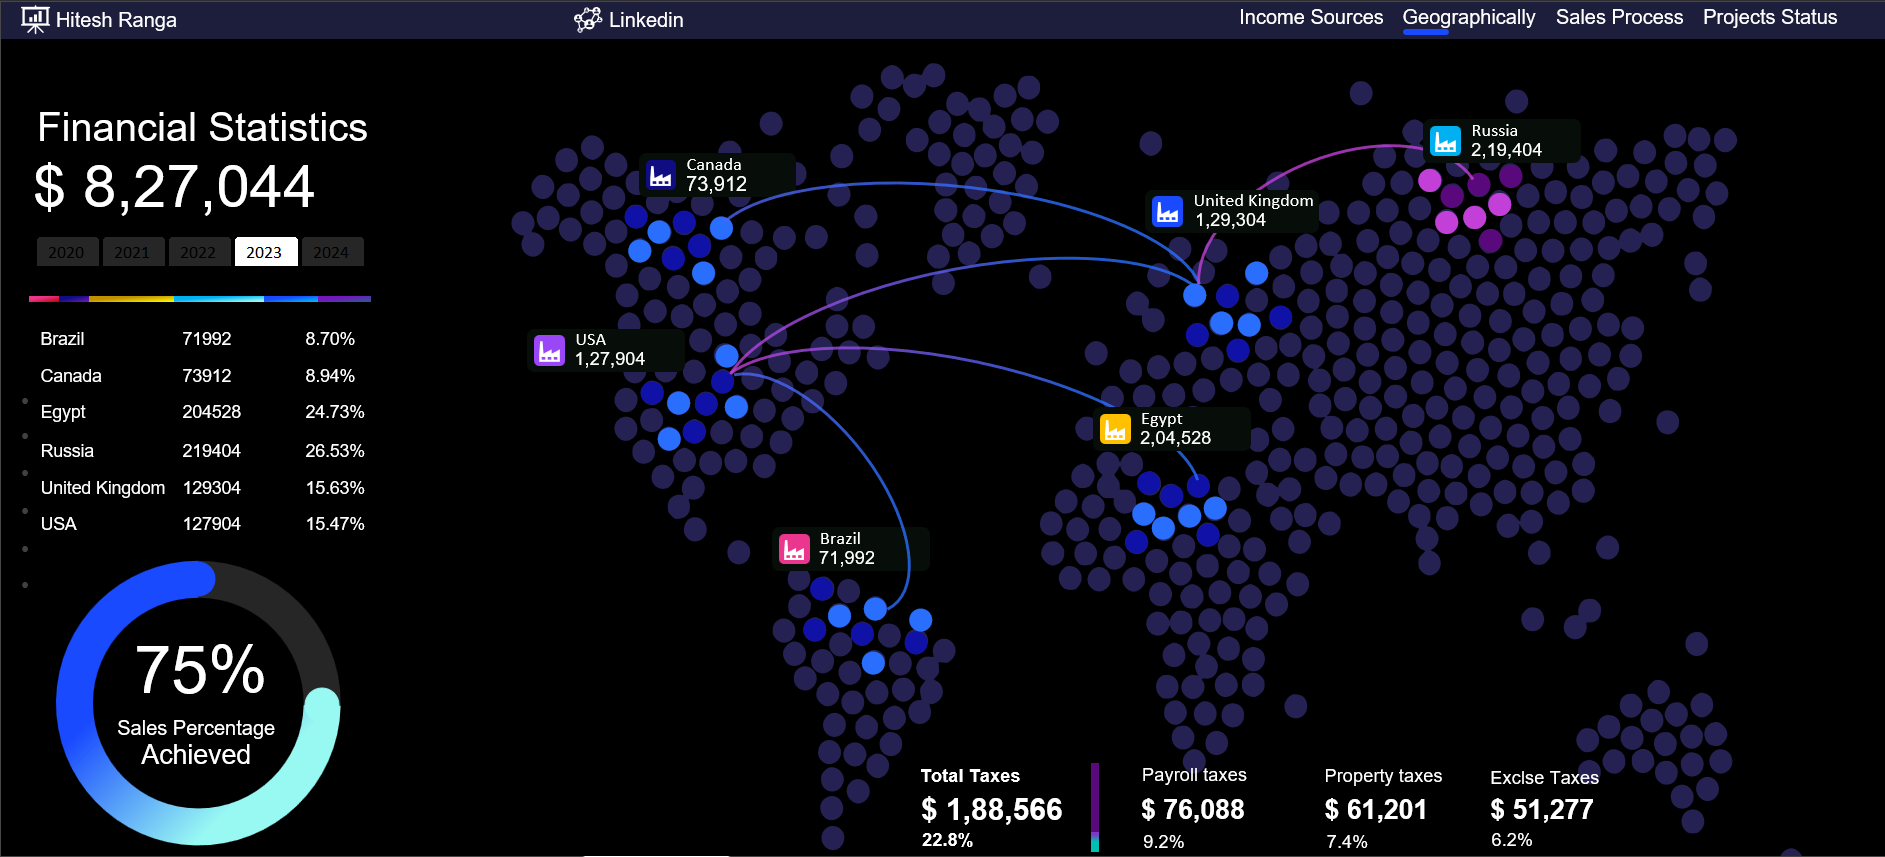 Hitesh Ranga
Linkedin
Income Sources Geographically Sales Process Projects Status
Financial Statistics
$ 8,27,044
2020 2021 2022 2023 2024
Brazil 71992 8.70%
Canada 73912 8.94%
Egypt 204528 24.73%
Russia 219404 26.53%
United Kingdom 129304 15.63%
USA 127904 15.47%
75%
Sales Percentage
Achieved
Canada
73,912
USA
1,27,904
Brazil
71,992
United Kingdom
1,29,304
Russia
2,19,404
Egypt
2,04,528
Total Taxes
$ 1,88,566
22.8%
Payroll taxes
$ 76,088
9.2%
Property taxes
$ 61,201
7.4%
Exclse Taxes
$ 51,277
6.2%